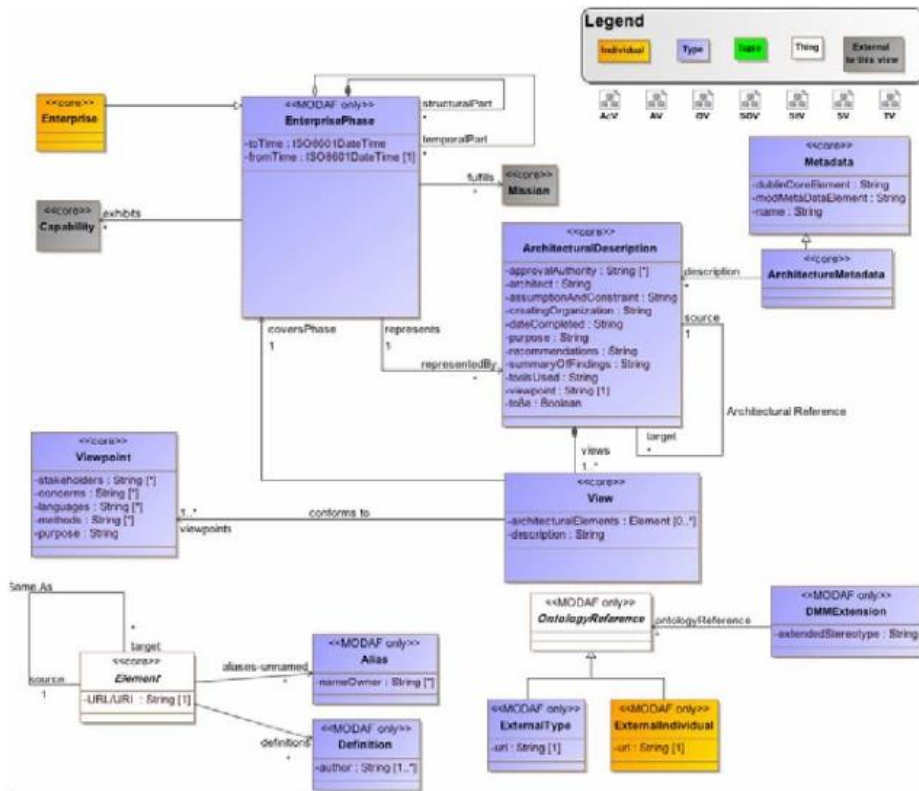 Legend
Individual
Type
Thing
External
to this view
AcV
AV
OV
SOV
StV
SV
TV
<<core>>
Enterprise
<<MODAF only>>
EnterprisePhase
-toTime : ISO8601DateTime
-fromTime : ISO8601DateTime [1]
structuralPart
*
temporalPart
*
fulfills
*
<<core>>
Mission
<<core>>
Capability
exhibits
*
<<core>>
Metadata
-dublinCoreElement : String
-modMetaDataElement : String
-name : String
<<core>>
ArchitectureMetadata
description
*
<<core>>
ArchitecturalDescription
-approvalAuthority : String [*]
-architect : String
-assumptionAndConstraint : String
-creatingOrganization : String
-dateCompleted : String
-purpose : String
-recommendations : String
-summaryOfFindings : String
-toolsUsed : String
-viewpoint : String [1]
-toBe : Boolean
source
1
Architectural Reference
target
*
coversPhase
1
represents
1
representedBy
*
views
1..*
<<core>>
Viewpoint
-stakeholders : String [*]
-concerns : String [*]
-languages : String [*]
-methods : String [*]
-purpose : String
1..*
viewpoints
conforms to
<<core>>
View
-architecturalElements : Element [0..*]
-description : String
Same As
*
target
source
1
<<core>>
Element
-URL/URI : String [1]
aliases-unnamed
*
<<MODAF only>>
Alias
-nameOwner : String [*]
definitions
*
<<MODAF only>>
Definition
-author : String [1..*]
<<MODAF only>>
OntologyReference
ontologyReference
*
<<MODAF only>>
DMMExtension
-extendedStereotype : String
<<MODAF only>>
ExternalType
-url : String [1]
<<MODAF only>>
ExternalIndividual
-url : String [1]